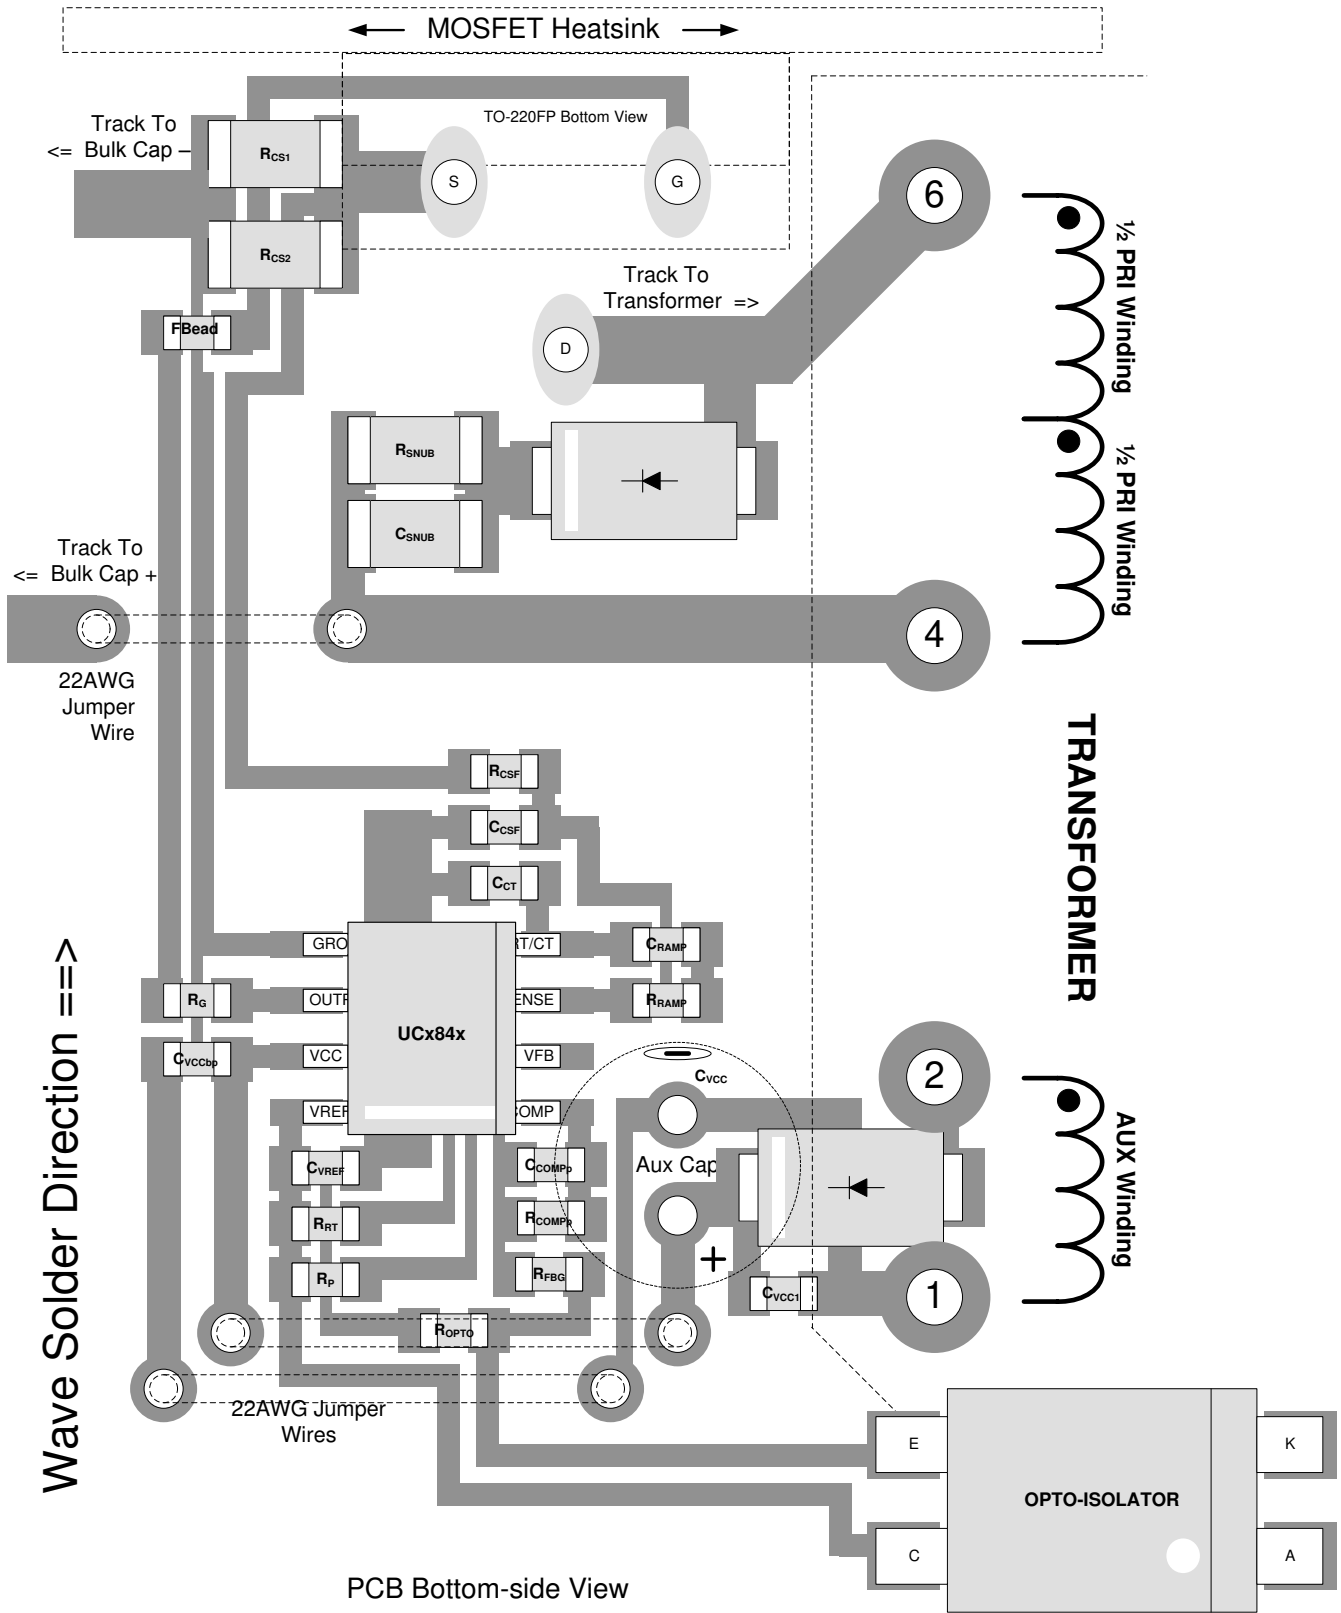 MOSFET Heatsink
Track To
<= Bulk Cap –
TO-220FP Bottom View
RCS1
S
G
6
½ PRI Winding
RCS2
Track To
Transformer =>
FBead
D
RSNUB
½ PRI Winding
CSNUB
Track To
<= Bulk Cap +
4
22AWG
Jumper
Wire
TRANSFORMER
RCSF
CCSF
CCT
GRO
RT/CT
CRAMP
RG
OUTP
ENSE
RRAMP
UCx84x
CVCCbp
VCC
VFB
CVCC
2
VREF
COMP
AUX Winding
CVREF
CCOMPp
Aux Cap
RRT
RCOMPp
+
RP
RFBG
CVCC1
1
ROPTO
22AWG Jumper
Wires
Wave Solder Direction ==>
E
K
OPTO-ISOLATOR
C
A
PCB Bottom-side View